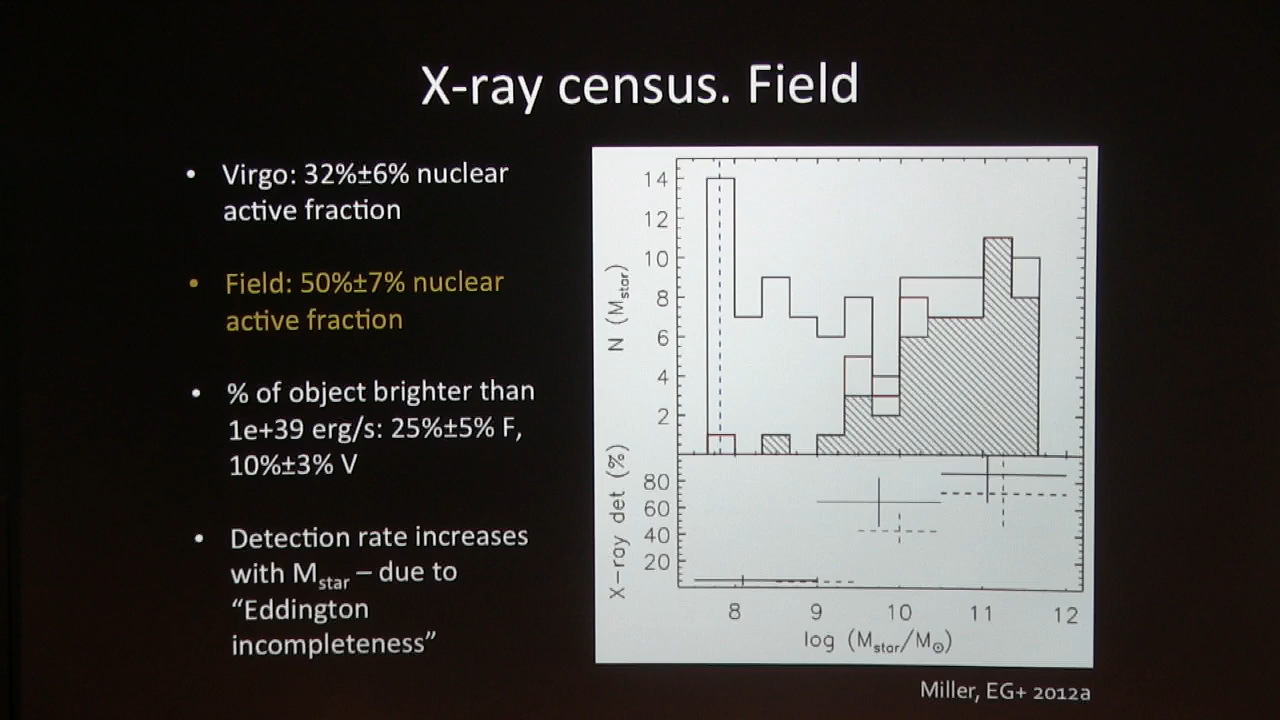 X-ray census. Field
• Virgo: 32%±6% nuclear
active fraction
• Field: 50%±7% nuclear
active fraction
• % of object brighter than
1e+39 erg/s: 25%±5% F,
10%±3% V
• Detection rate increases
with Mstar – due to
“Eddington
incompleteness”
N (Mstar)
14
12
10
8
6
4
2
X-ray det (%)
80
60
40
20
8 9 10 11 12
log (Mstar/M⊙)
Miller, EG+ 2012a